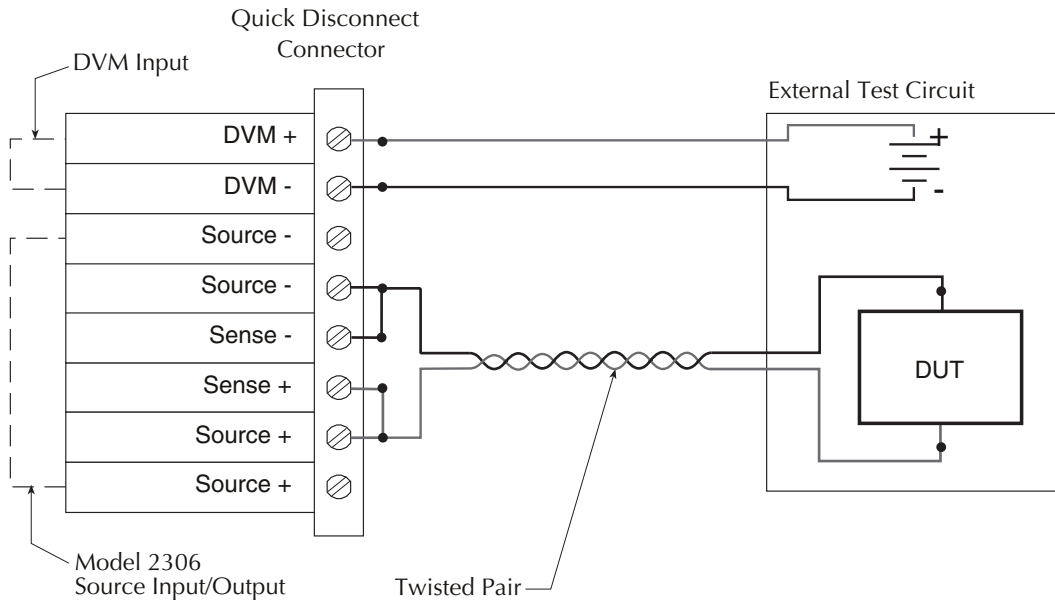 Quick Disconnect
Connector
DVM Input
External Test Circuit
DVM +
DVM -
Source -
Source -
Sense -
Sense +
Source +
Source +
+
-
DUT
Model 2306
Source Input/Output
Twisted Pair